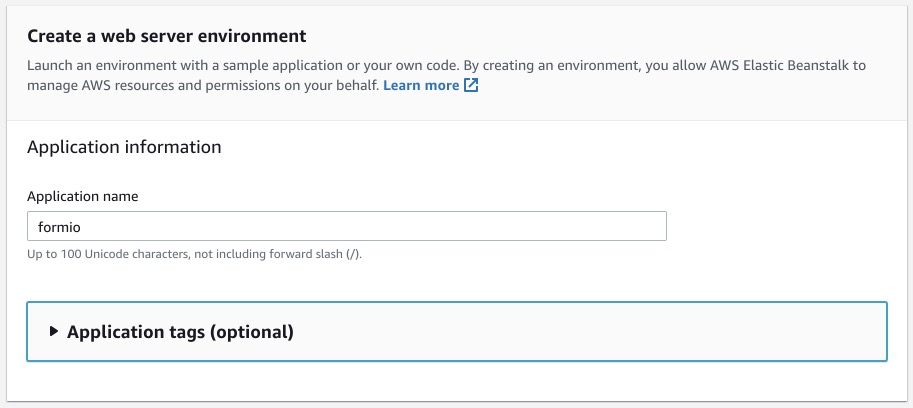 Create a web server environment
Launch an environment with a sample application or your own code. By creating an environment, you allow AWS Elastic Beanstalk to
manage AWS resources and permissions on your behalf. Learn more
Application information
Application name
formio
Up to 100 Unicode characters, not including forward slash (/).
Application tags (optional)